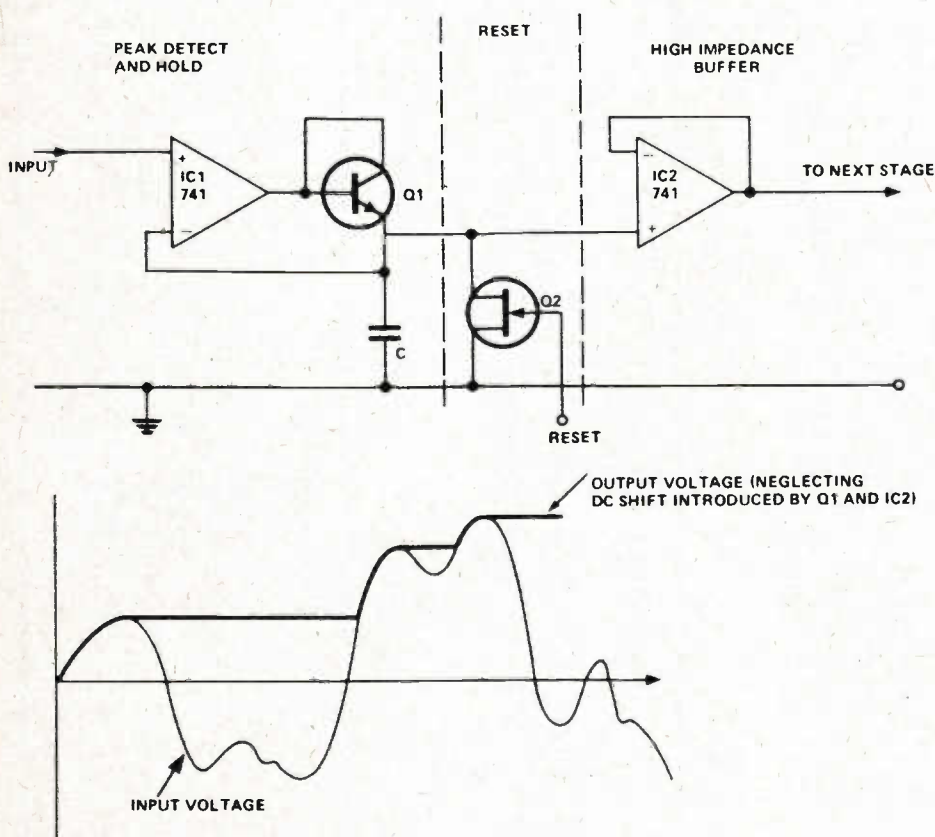 PEAK DETECT
AND HOLD
RESET
HIGH IMPEDANCE
BUFFER
INPUT
+
IC1
741
-
Q1
-
IC2
741
+
TO NEXT STAGE
Q2
C
RESET
OUTPUT VOLTAGE (NEGLECTING
DC SHIFT INTRODUCED BY Q1 AND IC2)
INPUT VOLTAGE